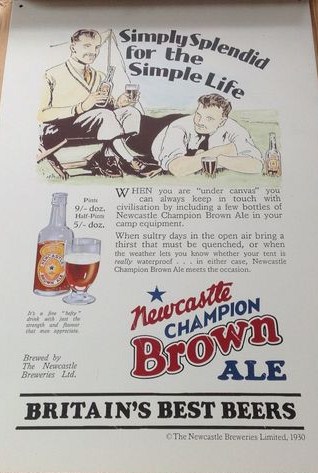 Simply Splendid
for the
Simple Life
WHEN you are "under canvas" you
can always keep in touch with
civilisation by including a few bottles of
Newcastle Champion Brown Ale in your
camp equipment.
When sultry days in the open air bring a
thirst that must be quenched, or when
the weather lets you know whether your tent is
really waterproof . . . in either case, Newcastle
Champion Brown Ale meets the occasion.
Pints
9/- doz.
Half-Pints
5/- doz.
It's a fine "hefty"
drink with just the
strength and flavour
that men appreciate.
Brewed by
The Newcastle
Breweries Ltd.
Newcastle
CHAMPION
Brown
ALE
BRITAIN'S BEST BEERS
© The Newcastle Breweries Limited, 1930